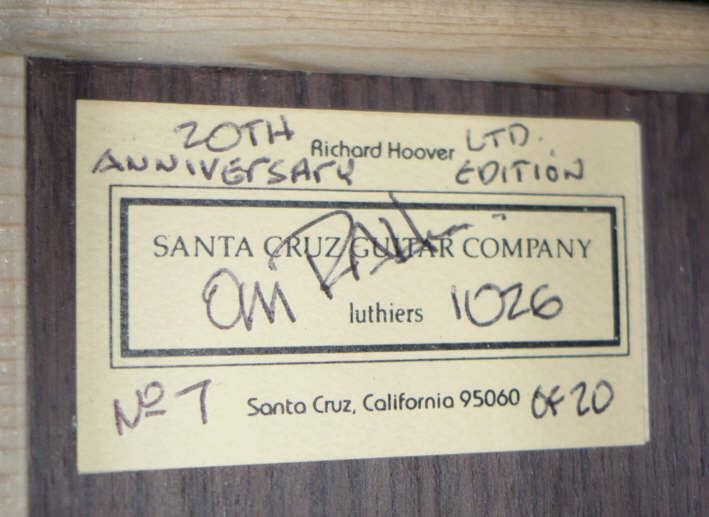 20TH Richard Hoover LTD.
ANNIVERSARY EDITION
SANTA CRUZ GUITAR COMPANY
OM luthiers 1026
Nº 7 Santa Cruz, California 95060 OF 20